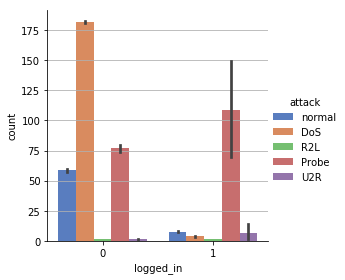 175
150
125
100
75
50
25
0
count
0 1
logged_in
attack
normal
DoS
R2L
Probe
U2R